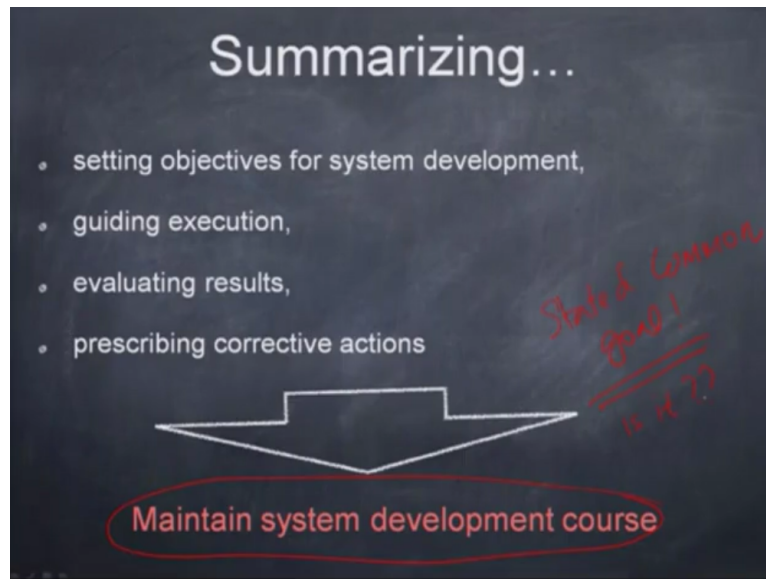 Summarizing...
setting objectives for system development,
guiding execution,
evaluating results,
prescribing corrective actions
Stated Common
goal!
is it??
Maintain system development course